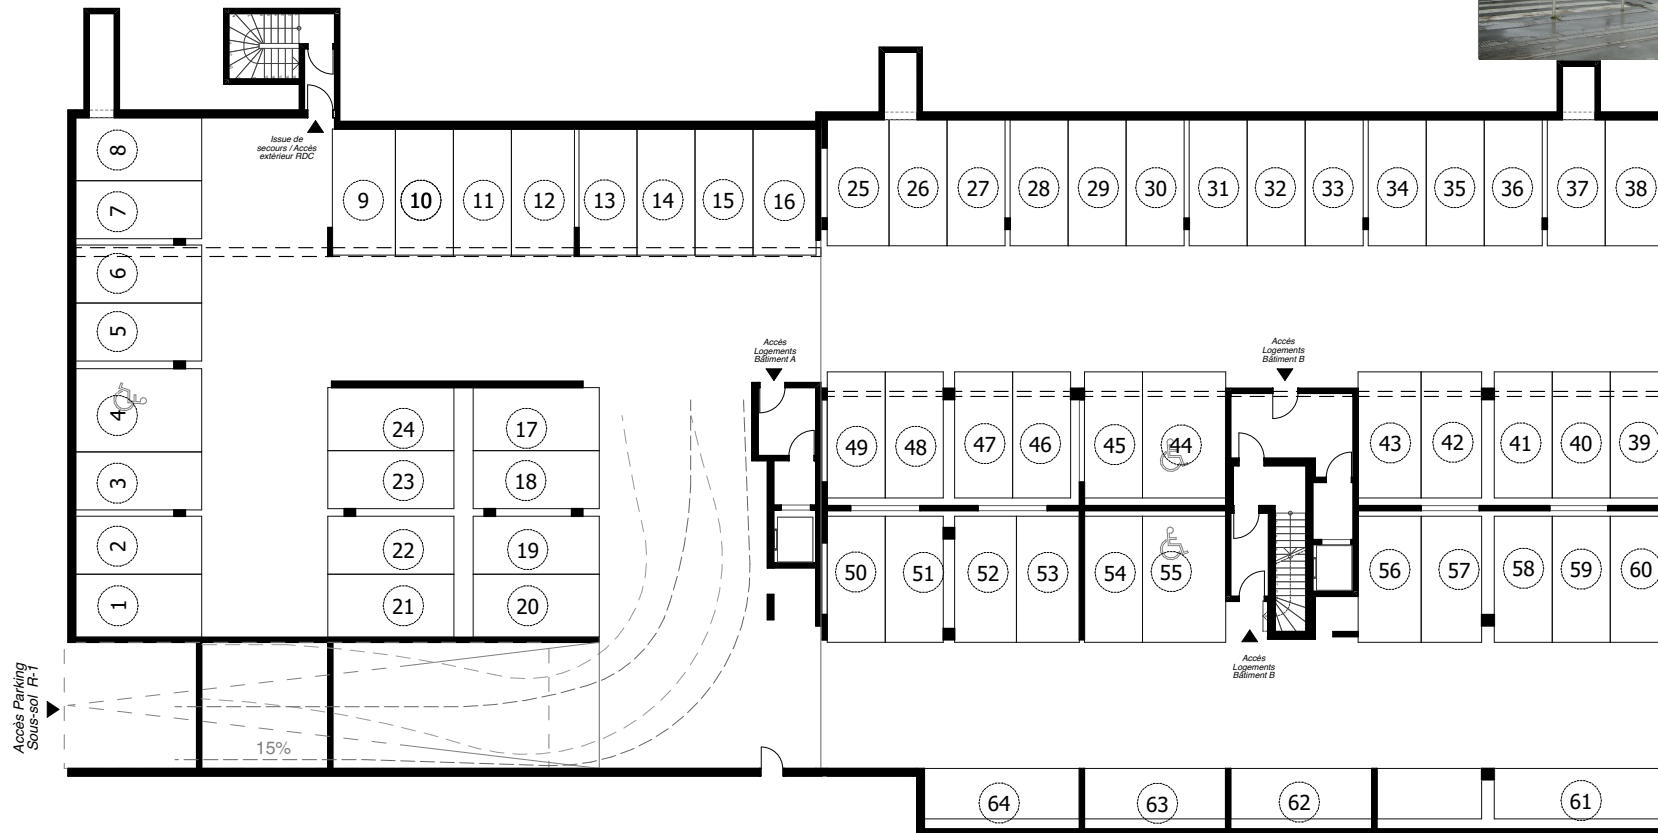 Issue de
secours / Accès
extérieur RDC
8
7
6
5
4
3
2
1
9 10 11 12 13 14 15 16
25 26 27 28 29 30 31 32 33 34 35 36 37 38
Accès
Logements
Bâtiment A
Accès
Logements
Bâtiment B
24 17
23 18
22 19
21 20
49 48 47 46 45 44 43 42 41 40 39
50 51 52 53 54 55 56 57 58 59 60
Accès
Logements
Bâtiment B
Accès Parking
Sous-sol R-1
15%
64 63 62 61